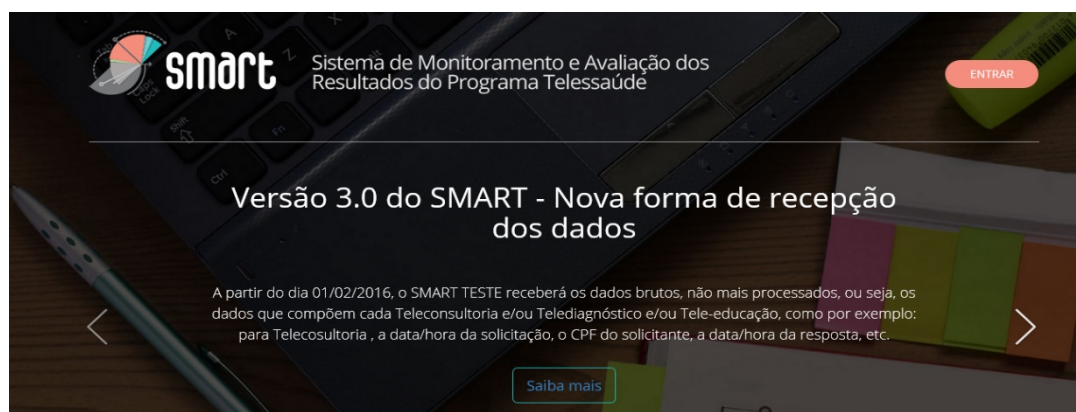 smart
Sistema de Monitoramento e Avaliação dos
Resultados do Programa Telessaúde
ENTRAR
Versão 3.0 do SMART - Nova forma de recepção
dos dados
A partir do dia 01/02/2016, o SMART TESTE receberá os dados brutos, não mais processados, ou seja, os
dados que compõem cada Teleconsultoria e/ou Telediagnóstico e/ou Tele-educação, como por exemplo:
para Telecosultoria , a data/hora da solicitação, o CPF do solicitante, a data/hora da resposta, etc.
Saiba mais